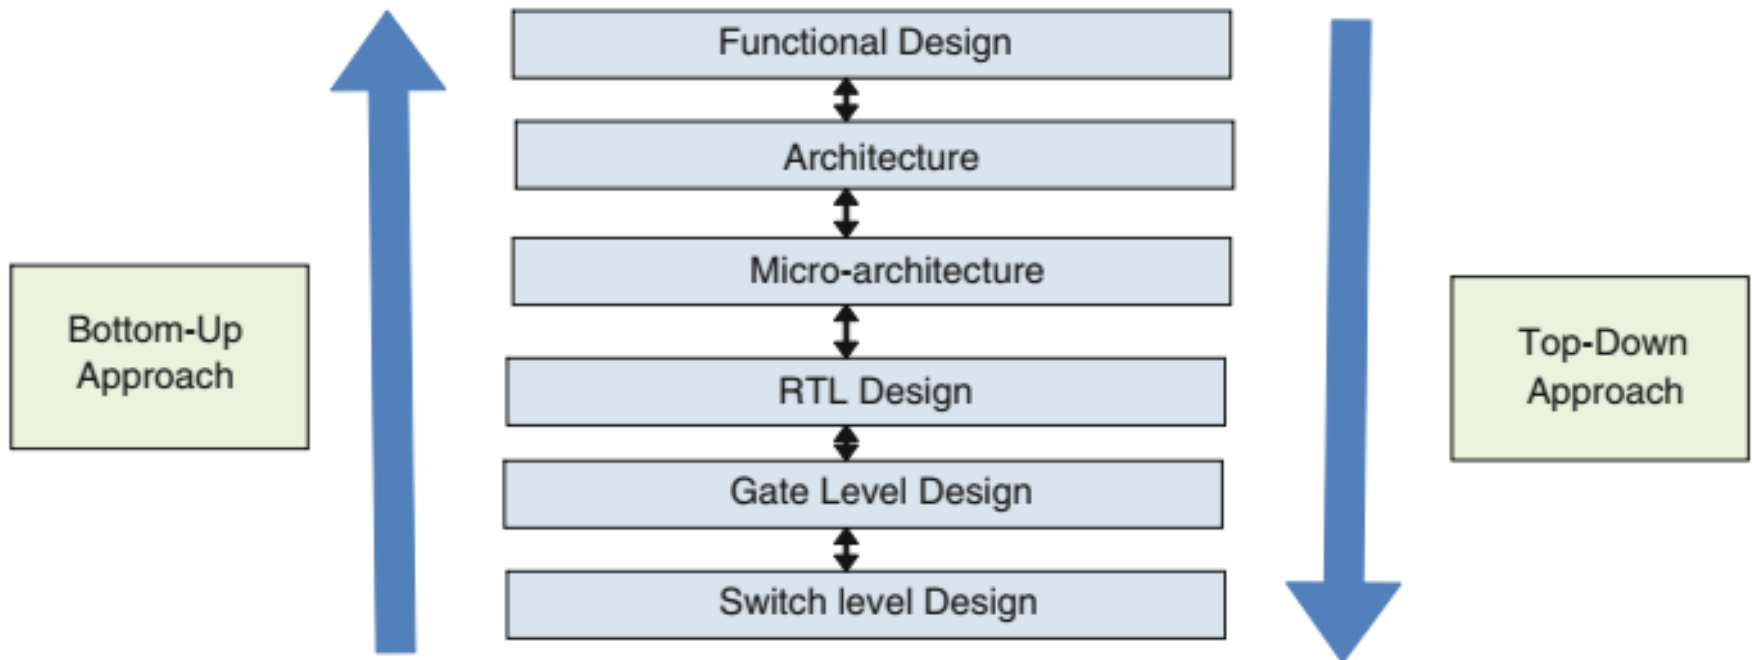 Functional Design
Architecture
Micro-architecture
RTL Design
Gate Level Design
Switch level Design
Bottom-Up
Approach
Top-Down
Approach